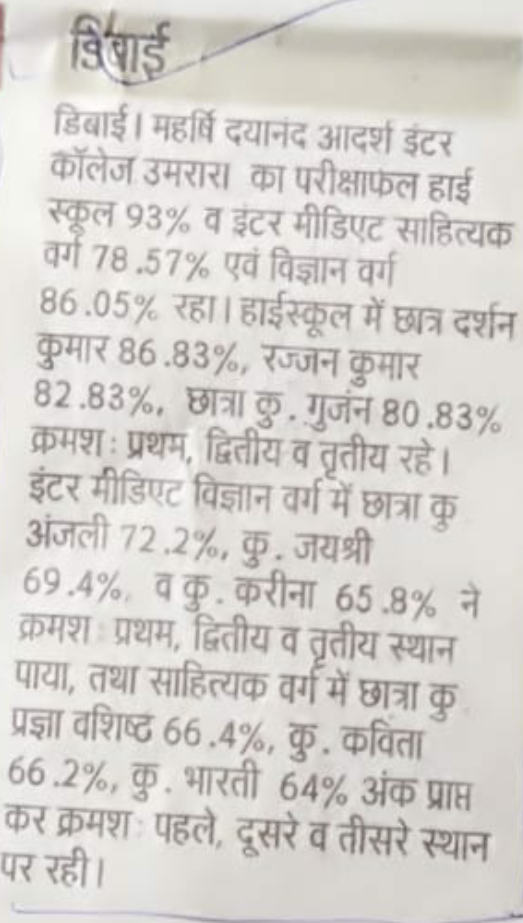 डिबाई
डिबाई। महर्षि दयानंद आदर्श इंटर
कॉलेज उमरारा का परीक्षाफल हाई
स्कूल 93% व इंटर मीडिएट साहित्यक
वर्ग 78.57% एवं विज्ञान वर्ग
86.05% रहा। हाईस्कूल में छात्र दर्शन
कुमार 86.83%, रज्जन कुमार
82.83%, छात्रा कु. गुजंन 80.83%
क्रमश: प्रथम, द्वितीय व तृतीय रहे।
इंटर मीडिएट विज्ञान वर्ग में छात्रा कु
अंजली 72.2%, कु. जयश्री
69.4%, व कु. करीना 65.8% ने
क्रमश: प्रथम, द्वितीय व तृतीय स्थान
पाया, तथा साहित्यक वर्ग में छात्रा कु.
प्रज्ञा वशिष्ट 66.4%, कु. कविता
66.2%, कु. भारती 64% अंक प्राप्त
कर क्रमश: पहले, दूसरे व तीसरे स्थान
पर रही।